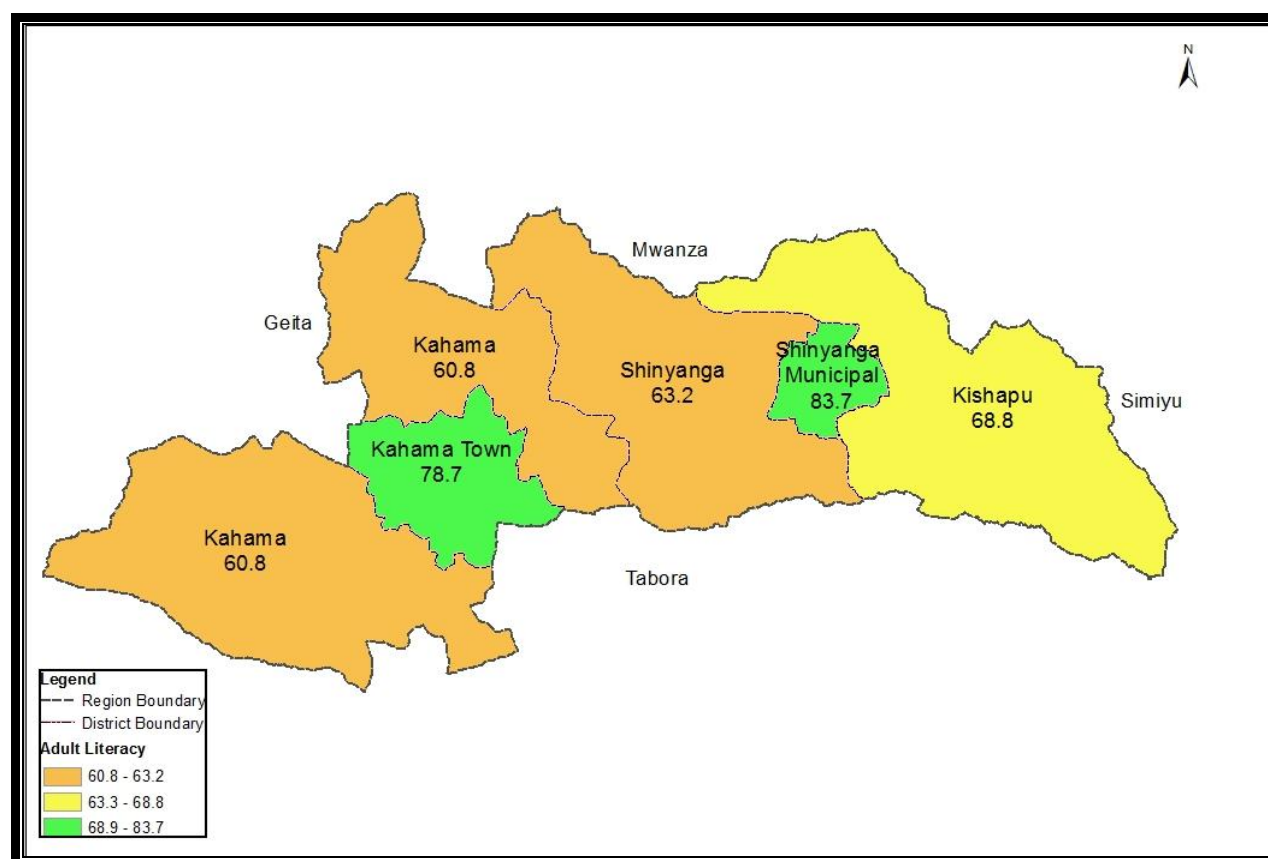 N
Mwanza
Geita
Kahama
60.8
Shinyanga
63.2
Shinyanga
Municipal
83.7
Kishapu
68.8
Simiyu
Kahama Town
78.7
Kahama
60.8
Tabora
Legend
Region Boundary
District Boundary
Adult Literacy
60.8 - 63.2
63.3 - 68.8
68.9 - 83.7